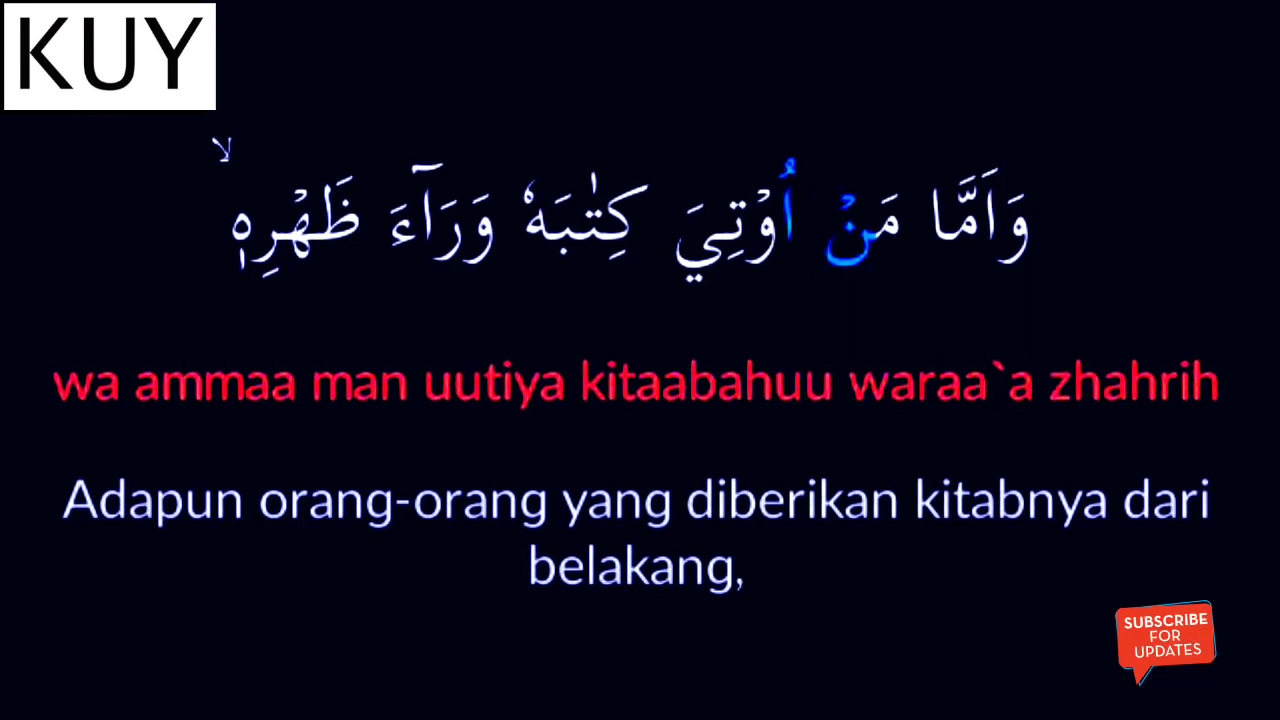 KUY
وَاَمَّا مَنْ اُوْتِيَ كِتٰبَهٗ وَرَآءَ ظَهْرِهٖۙ
wa ammaa man uutiya kitaabahuu waraa`a zhahrih
Adapun orang-orang yang diberikan kitabnya dari
belakang,
SUBSCRIBE
FOR
UPDATES